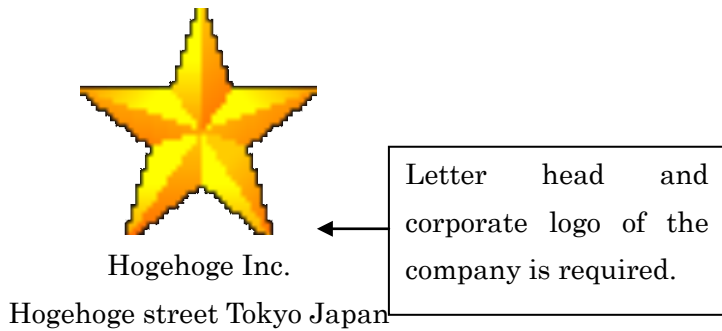 Letter head and
corporate logo of the
company is required.
Hogehoge Inc.
Hogehoge street Tokyo Japan